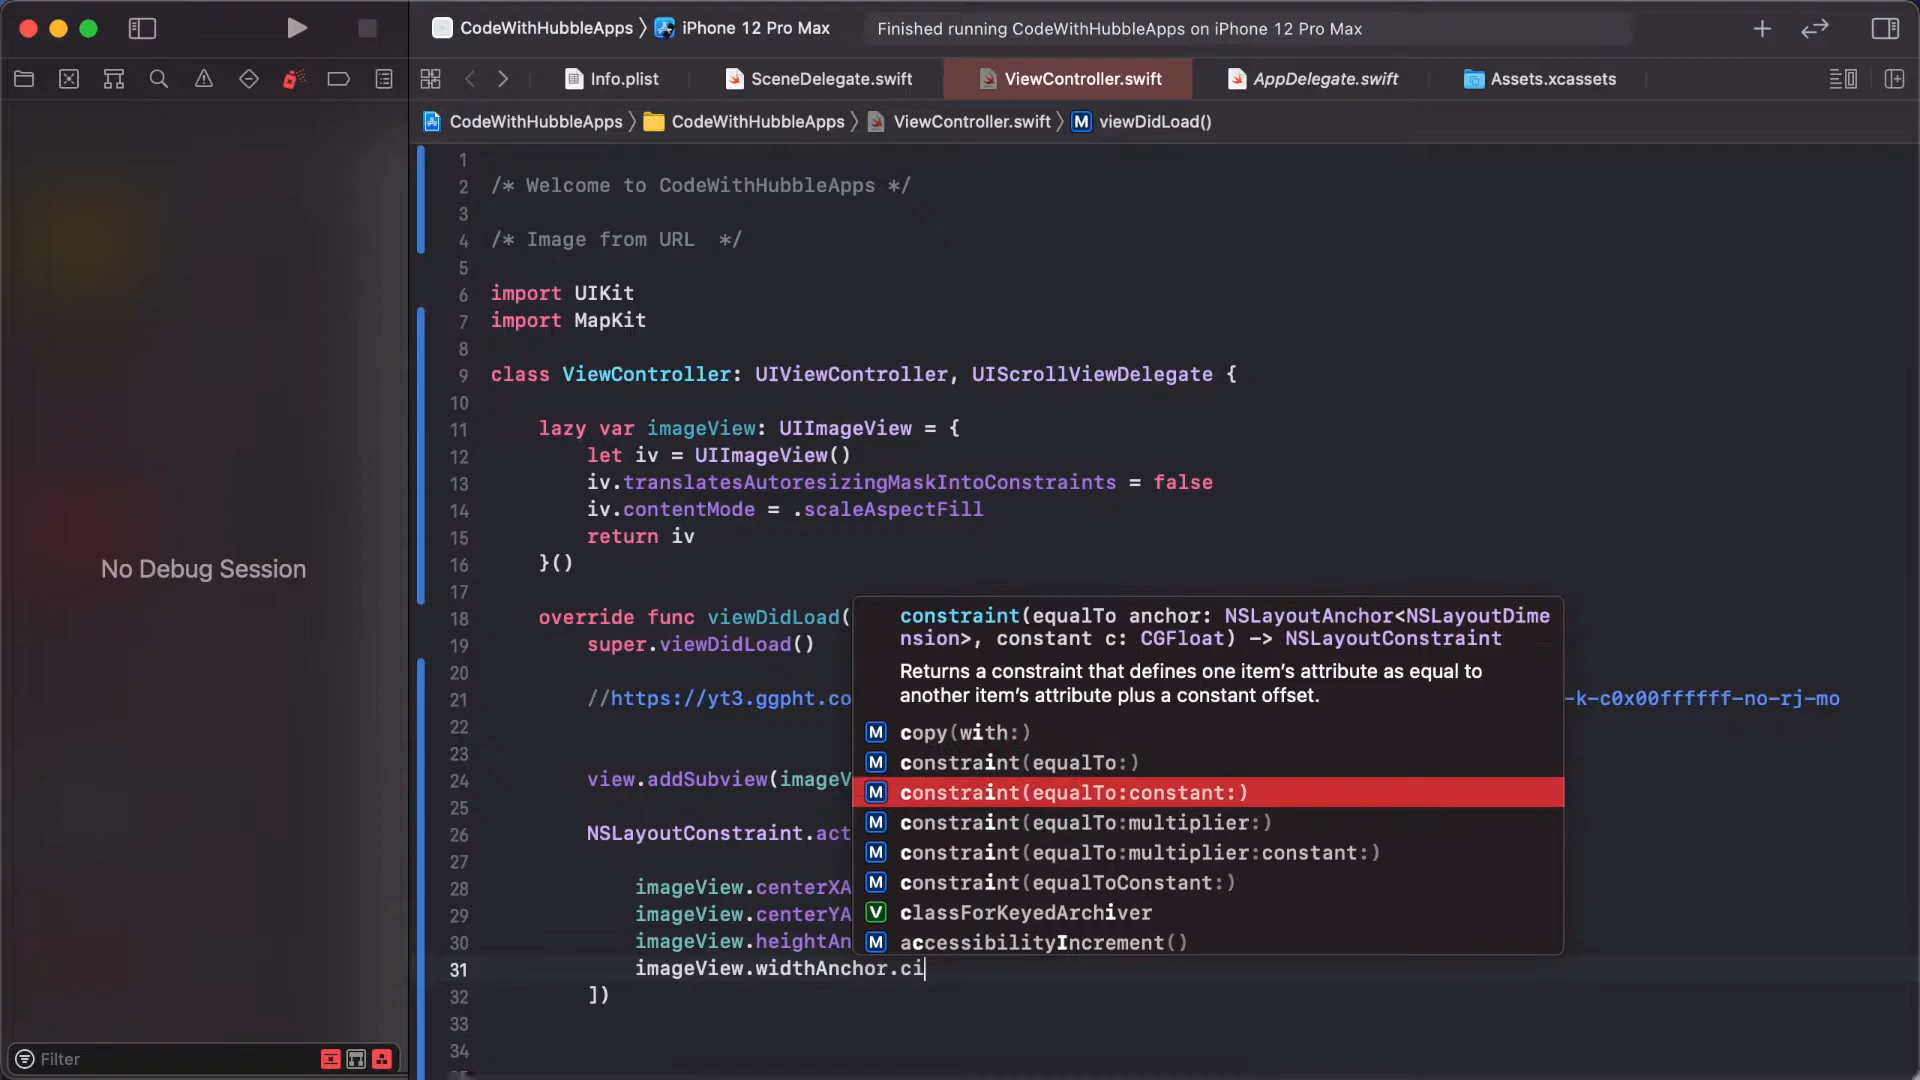 CodeWithHubbleApps 〉 iPhone 12 Pro Max
Finished running CodeWithHubbleApps on iPhone 12 Pro Max
Info.plist
SceneDelegate.swift
ViewController.swift
AppDelegate.swift
Assets.xcassets
CodeWithHubbleApps 〉 CodeWithHubbleApps 〉 ViewController.swift 〉 M viewDidLoad()
No Debug Session
Filter
1
2 /* Welcome to CodeWithHubbleApps */
3
4 /* Image from URL  */
5
6 import UIKit
7 import MapKit
8
9 class ViewController: UIViewController, UIScrollViewDelegate {
10
11 lazy var imageView: UIImageView = {
12 let iv = UIImageView()
13 iv.translatesAutoresizingMaskIntoConstraints = false
14 iv.contentMode = .scaleAspectFill
15 return iv
16 }()
17
18 override func viewDidLoad(
19 super.viewDidLoad()
20
21 //https://yt3.ggpht.co
-k-c0x00ffffff-no-rj-mo
22
23
24 view.addSubview(imageV
25
26 NSLayoutConstraint.act
27
28 imageView.centerXA
29 imageView.centerYA
30 imageView.heightAn
31 imageView.widthAnchor.ci
32 ])
33
34
constraint(equalTo anchor: NSLayoutAnchor<NSLayoutDime
nsion>, constant c: CGFloat) -> NSLayoutConstraint
Returns a constraint that defines one item’s attribute as equal to
another item’s attribute plus a constant offset.
M copy(with:)
M constraint(equalTo:)
M constraint(equalTo:constant:)
M constraint(equalTo:multiplier:)
M constraint(equalTo:multiplier:constant:)
M constraint(equalToConstant:)
V classForKeyedArchiver
M accessibilityIncrement()